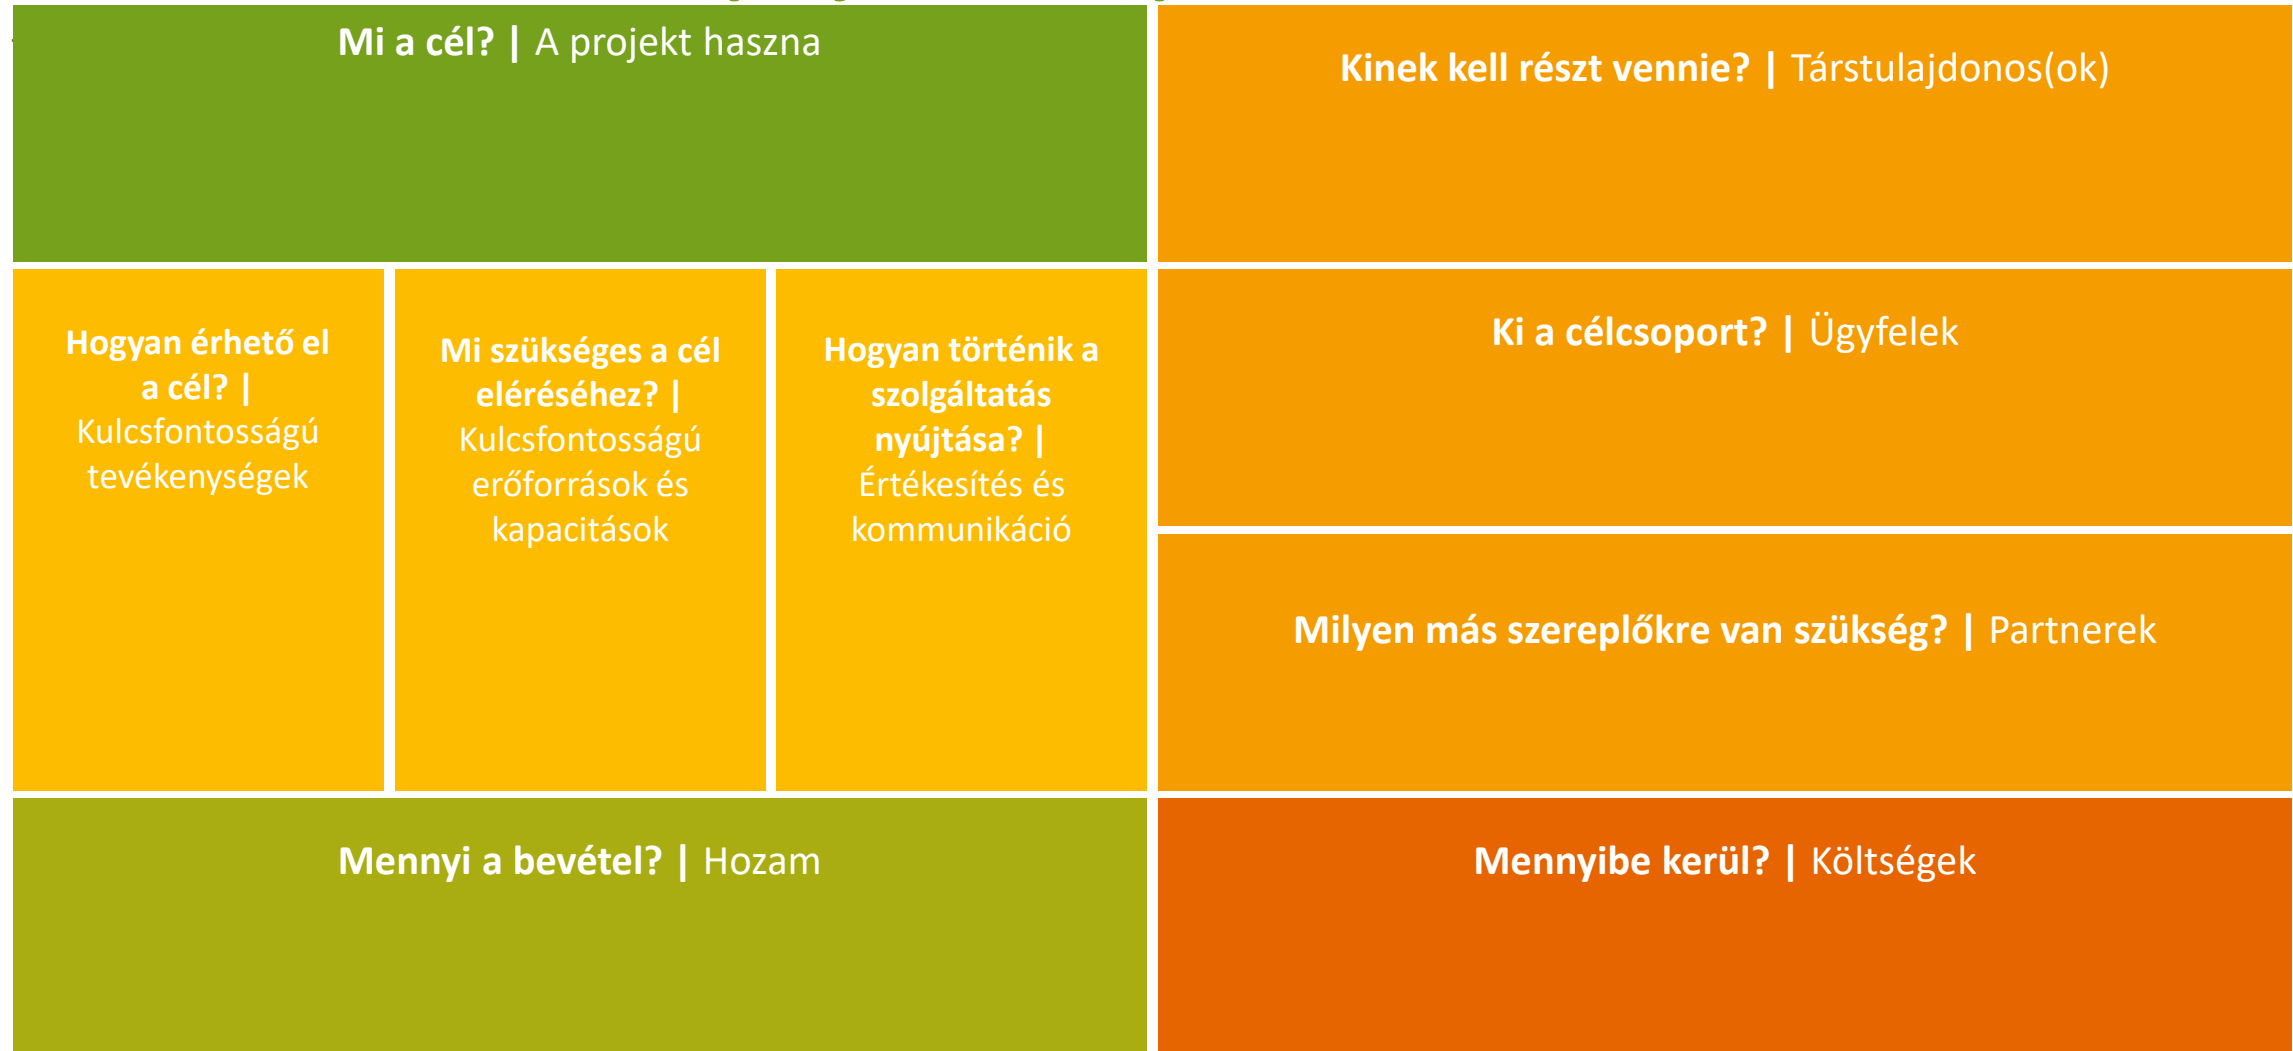 Mi a cél? | A projekt haszna
Kinek kell részt vennie? | Társtulajdonos(ok)
Hogyan érhető el
a cél? |
Kulcsfontosságú
tevékenységek
Mi szükséges a cél
eléréséhez? |
Kulcsfontosságú
erőforrások és
kapacitások
Hogyan történik a
szolgáltatás
nyújtása? |
Értékesítés és
kommunikáció
Ki a célcsoport? | Ügyfelek
Milyen más szereplőkre van szükség? | Partnerek
Mennyi a bevétel? | Hozam
Mennyibe kerül? | Költségek